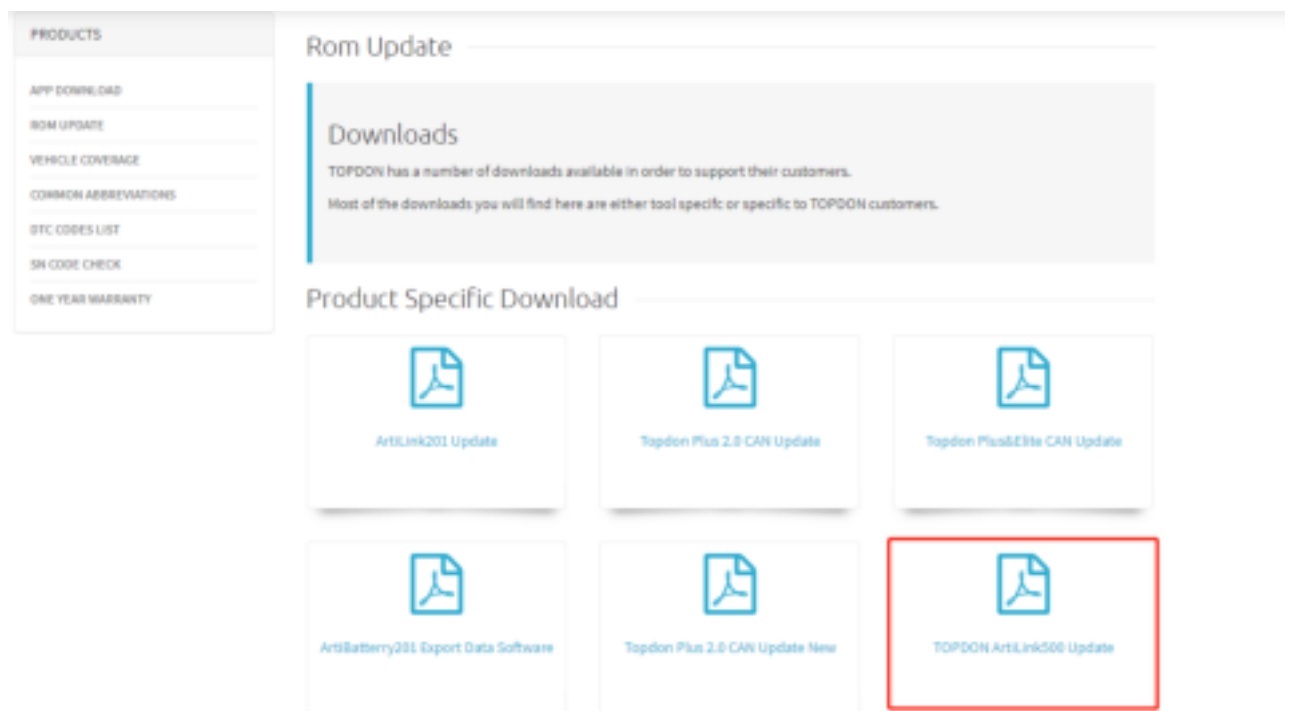 PRODUCTS
APP DOWNLOAD
ROM UPDATE
VEHICLE COVERAGE
COMMON ABBREVIATIONS
DTC CODES LIST
SN CODE CHECK
ONE YEAR WARRANTY
Rom Update
Downloads
TOPDON has a number of downloads available in order to support their customers.
Most of the downloads you will find here are either tool specifc or specific to TOPDON customers.
Product Specific Download
ArtiLink201 Update
Topdon Plus 2.0 CAN Update
Topdon Plus&Elite CAN Update
ArtiBatterry201 Export Data Software
Topdon Plus 2.0 CAN Update New
TOPDON ArtiLink500 Update